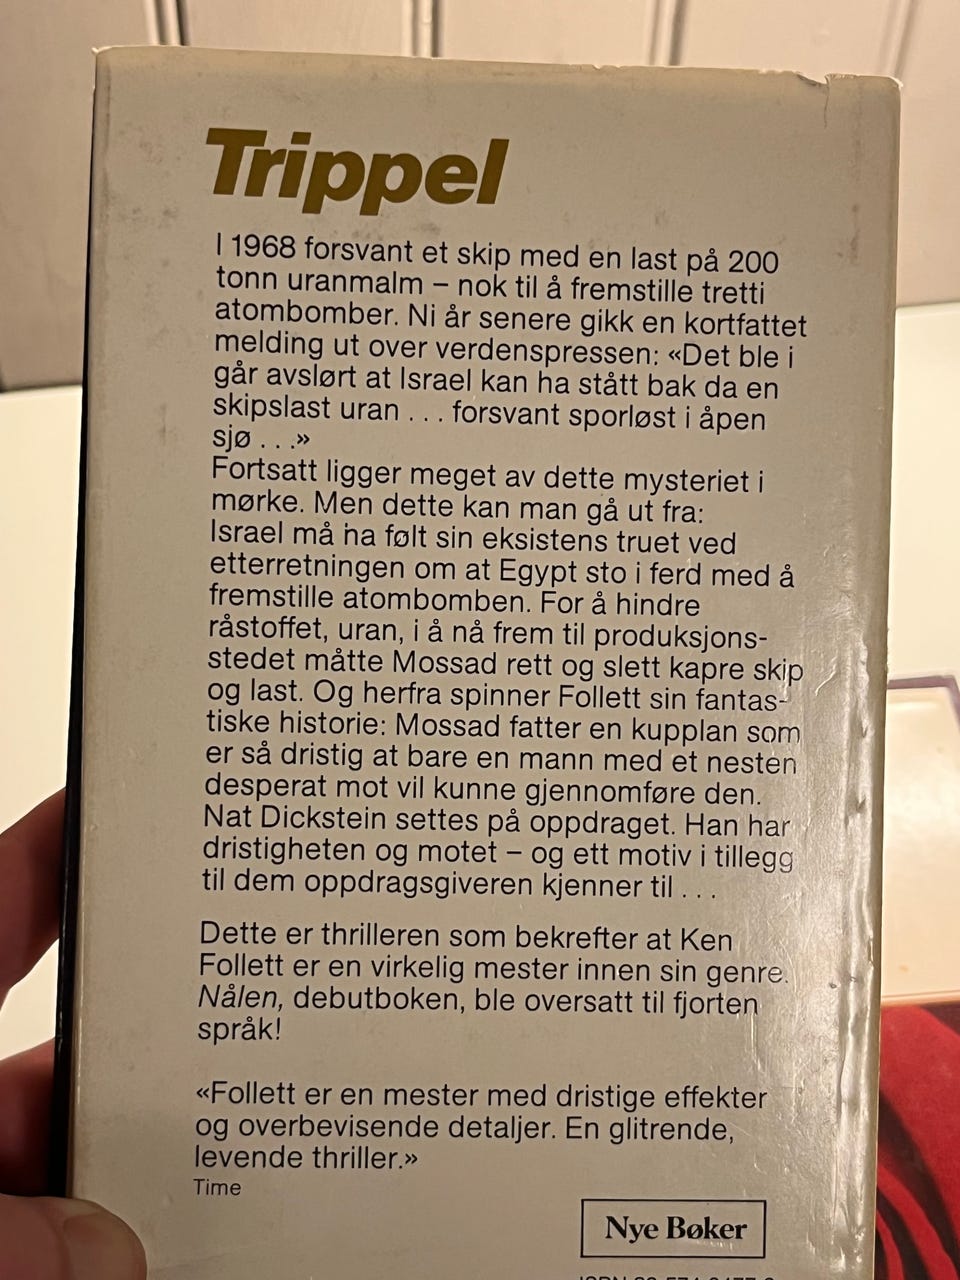 Trippel
I 1968 forsvant et skip med en last på 200
tonn uranmalm – nok til å fremstille tretti
atombomber. Ni år senere gikk en kortfattet
melding ut over verdenspressen: «Det ble i
går avslørt at Israel kan ha stått bak da en
skipslast uran . . . forsvant sporløst i åpen
sjø . . .»
Fortsatt ligger meget av dette mysteriet i
mørke. Men dette kan man gå ut fra:
Israel må ha følt sin eksistens truet ved
etterretningen om at Egypt sto i ferd med å
fremstille atombomben. For å hindre
råstoffet, uran, i å nå frem til produksjons-
stedet måtte Mossad rett og slett kapre skip
og last. Og herfra spinner Follett sin fantas-
tiske historie: Mossad fatter en kupplan som
er så dristig at bare en mann med et nesten
desperat mot vil kunne gjennomføre den.
Nat Dickstein settes på oppdraget. Han har
dristigheten og motet – og ett motiv i tillegg
til dem oppdragsgiveren kjenner til . . .
Dette er thrilleren som bekrefter at Ken
Follett er en virkelig mester innen sin genre.
Nålen, debutboken, ble oversatt til fjorten
språk!
«Follett er en mester med dristige effekter
og overbevisende detaljer. En glitrende,
levende thriller.»
Time
Nye Bøker